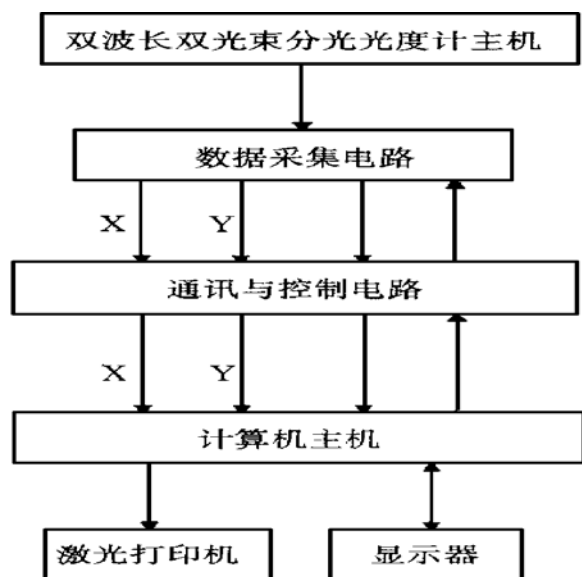 双波长双光束分光光度计主机
数据采集电路
X Y
通讯与控制电路
X Y
计算机主机
激光打印机 显示器